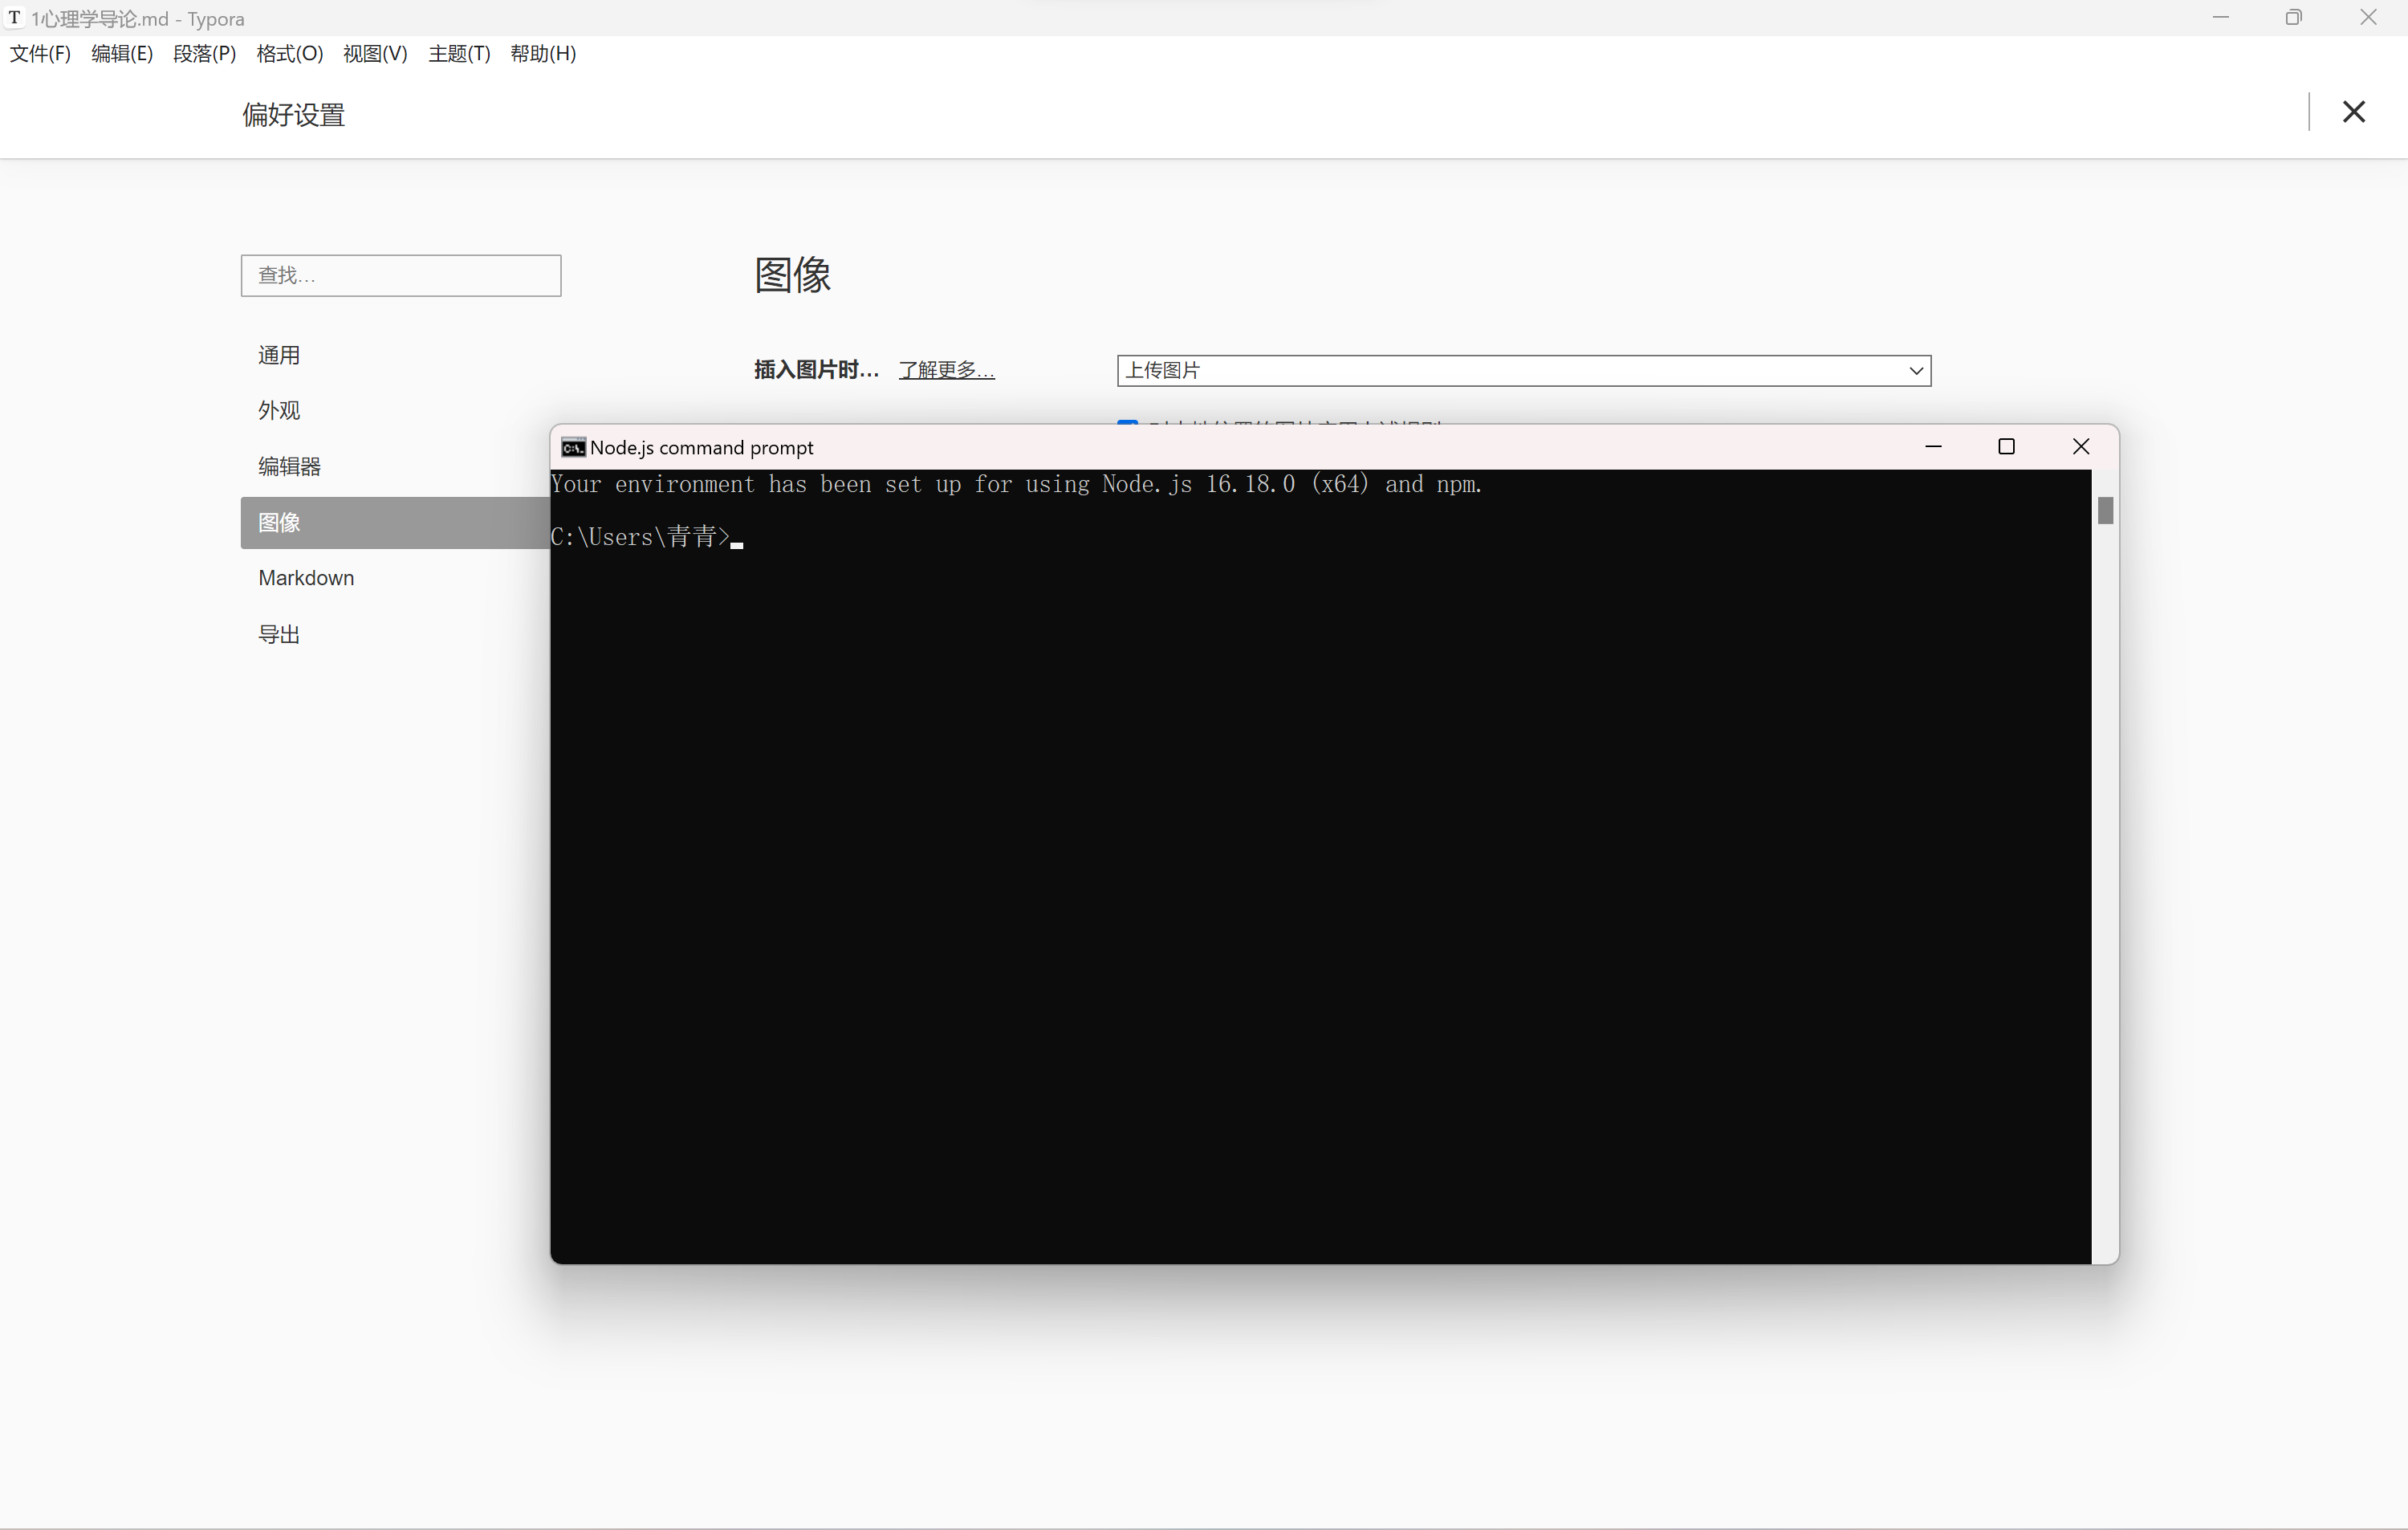 1心理学导论.md - Typora
文件(F) 编辑(E) 段落(P) 格式(O) 视图(V) 主题(T) 帮助(H)
偏好设置
查找…
通用
外观
编辑器
图像
Markdown
导出
图像
插入图片时… 了解更多… 上传图片
Node.js command prompt
Your environment has been set up for using Node.js 16.18.0 (x64) and npm.
C:\Users\青青>